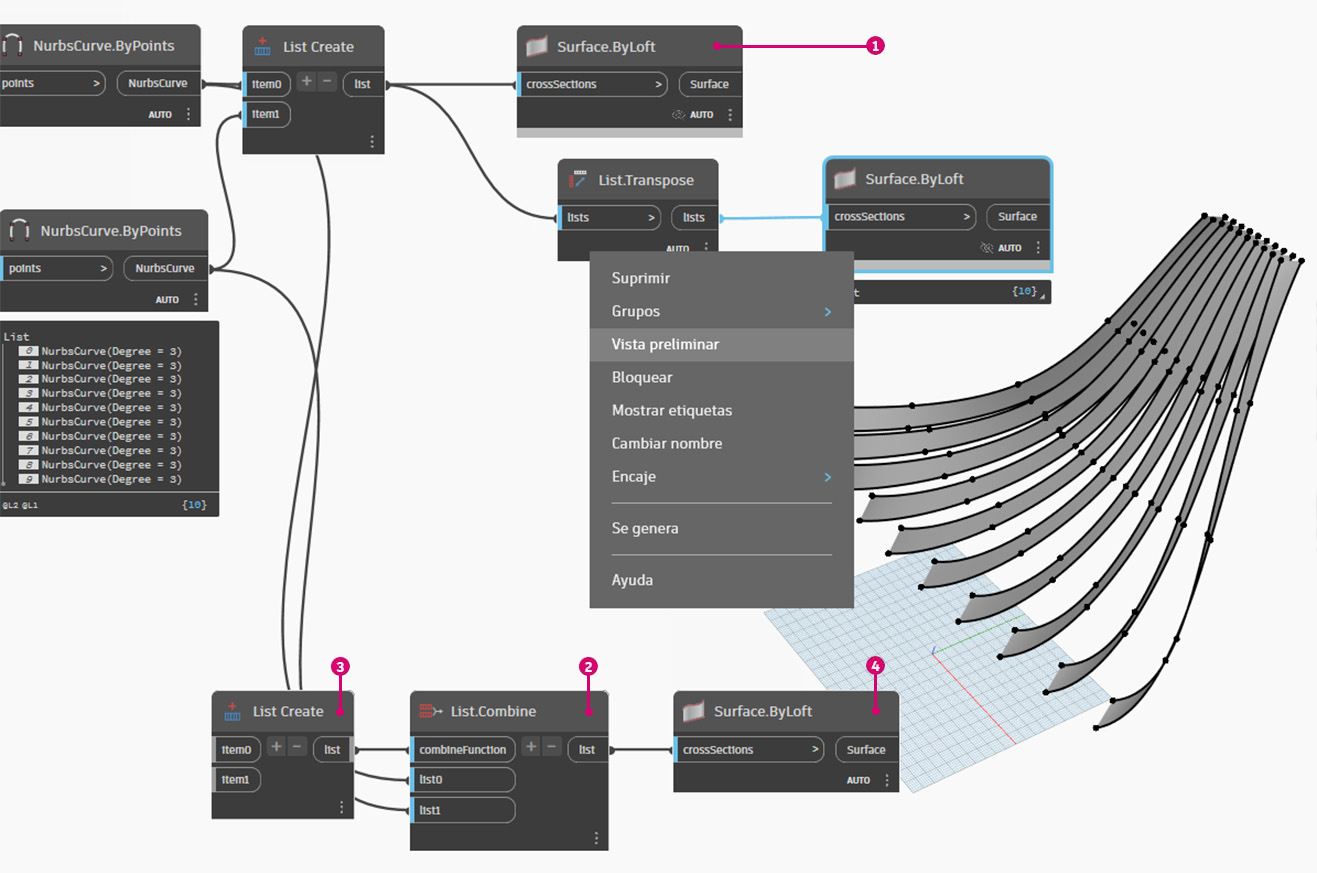 NurbsCurve.ByPoints
points > NurbsCurve
AUTO
List Create
item0 + − list
item1
Surface.ByLoft
crossSections > Surface
AUTO
1
List.Transpose
lists > lists
AUTO
Surface.ByLoft
crossSections > Surface
AUTO
t {10}
NurbsCurve.ByPoints
points > NurbsCurve
AUTO
List
0 NurbsCurve(Degree = 3)
1 NurbsCurve(Degree = 3)
2 NurbsCurve(Degree = 3)
3 NurbsCurve(Degree = 3)
4 NurbsCurve(Degree = 3)
5 NurbsCurve(Degree = 3)
6 NurbsCurve(Degree = 3)
7 NurbsCurve(Degree = 3)
8 NurbsCurve(Degree = 3)
9 NurbsCurve(Degree = 3)
@L2 @L1 {10}
Suprimir
Grupos >
Vista preliminar
Bloquear
Mostrar etiquetas
Cambiar nombre
Encaje >
Se genera
Ayuda
3
List Create
item0 + − list
item1
2
List.Combine
combineFunction + − list
list0
list1
4
Surface.ByLoft
crossSections > Surface
AUTO